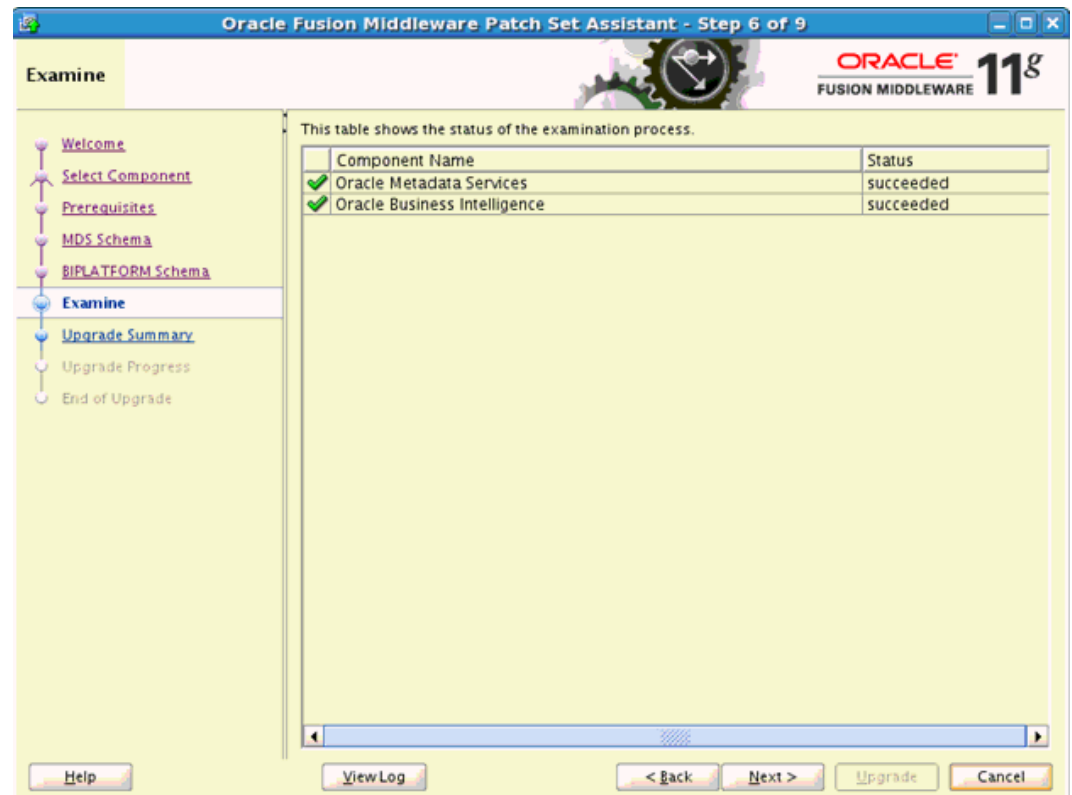 Oracle Fusion Middleware Patch Set Assistant - Step 6 of 9
Examine
ORACLE
FUSION MIDDLEWARE
11g
Welcome
Select Component
Prerequisites
MDS Schema
BIPLATFORM Schema
Examine
Upgrade Summary
Upgrade Progress
End of Upgrade
This table shows the status of the examination process.
Component Name Status
Oracle Metadata Services succeeded
Oracle Business Intelligence succeeded
Help View Log < Back Next > Upgrade Cancel